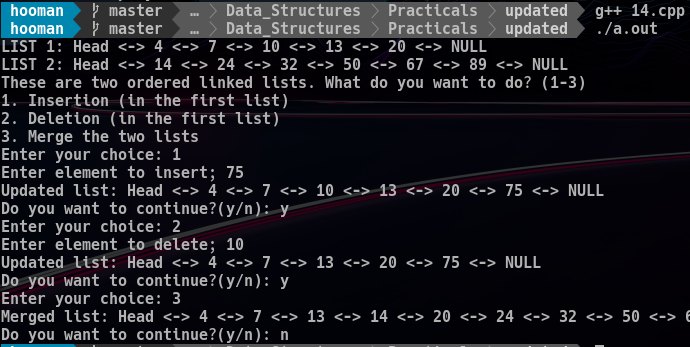 hooman master … Data_Structures Practicals updated g++ 14.cpp
hooman master … Data_Structures Practicals updated ./a.out
LIST 1: Head <-> 4 <-> 7 <-> 10 <-> 13 <-> 20 <-> NULL
LIST 2: Head <-> 14 <-> 24 <-> 32 <-> 50 <-> 67 <-> 89 <-> NULL
These are two ordered linked lists. What do you want to do? (1-3)
1. Insertion (in the first list)
2. Deletion (in the first list)
3. Merge the two lists
Enter your choice: 1
Enter element to insert; 75
Updated list: Head <-> 4 <-> 7 <-> 10 <-> 13 <-> 20 <-> 75 <-> NULL
Do you want to continue?(y/n): y
Enter your choice: 2
Enter element to delete; 10
Updated list: Head <-> 4 <-> 7 <-> 13 <-> 20 <-> 75 <-> NULL
Do you want to continue?(y/n): y
Enter your choice: 3
Merged list: Head <-> 4 <-> 7 <-> 13 <-> 14 <-> 20 <-> 24 <-> 32 <-> 50 <->
Do you want to continue?(y/n): n